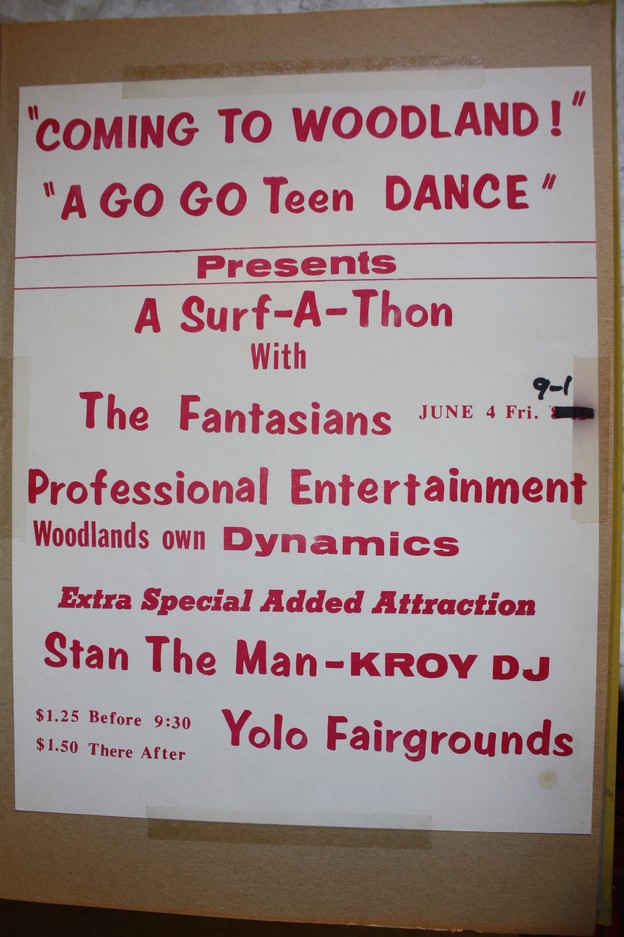 "COMING TO WOODLAND!"
"A GO GO Teen DANCE"
Presents
A Surf-A-Thon
With
9-1
The Fantasians JUNE 4 Fri.
Professional Entertainment
Woodlands own Dynamics
Extra Special Added Attraction
Stan The Man-KROY DJ
$1.25 Before 9:30
$1.50 There After
Yolo Fairgrounds